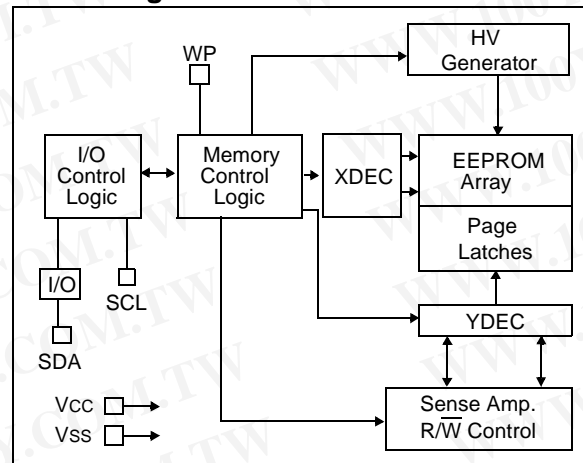 WP
HV
Generator
I/O
Control
Logic
Memory
Control
Logic
XDEC
EEPROM
Array
Page
Latches
I/O
SCL
SDA
YDEC
VCC
VSS
Sense Amp.
R/W Control